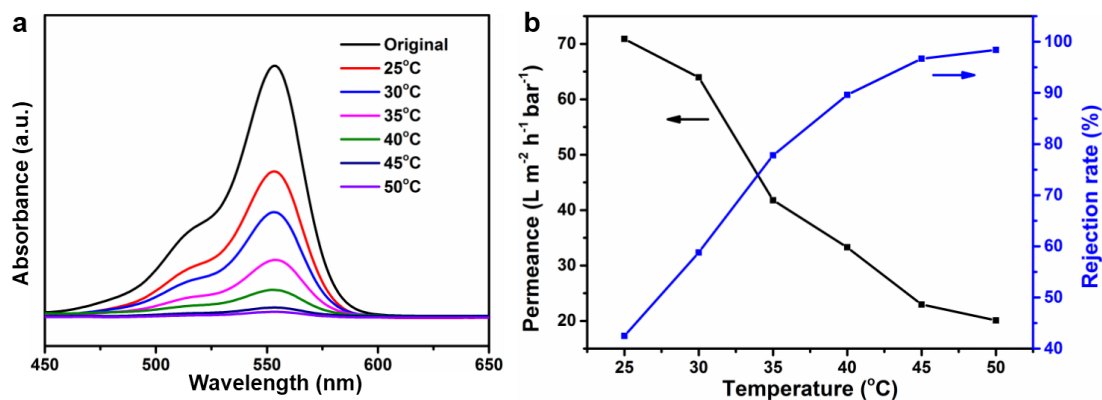 a
Absorbance (a.u.)
Original
25°C
30°C
35°C
40°C
45°C
50°C
450 500 550 600 650
Wavelength (nm)
b
Permeance (L m⁻² h⁻¹ bar⁻¹)
70
60
50
40
30
20
100
90
80
70
60
50
40
Rejection rate (%)
25 30 35 40 45 50
Temperature (°C)